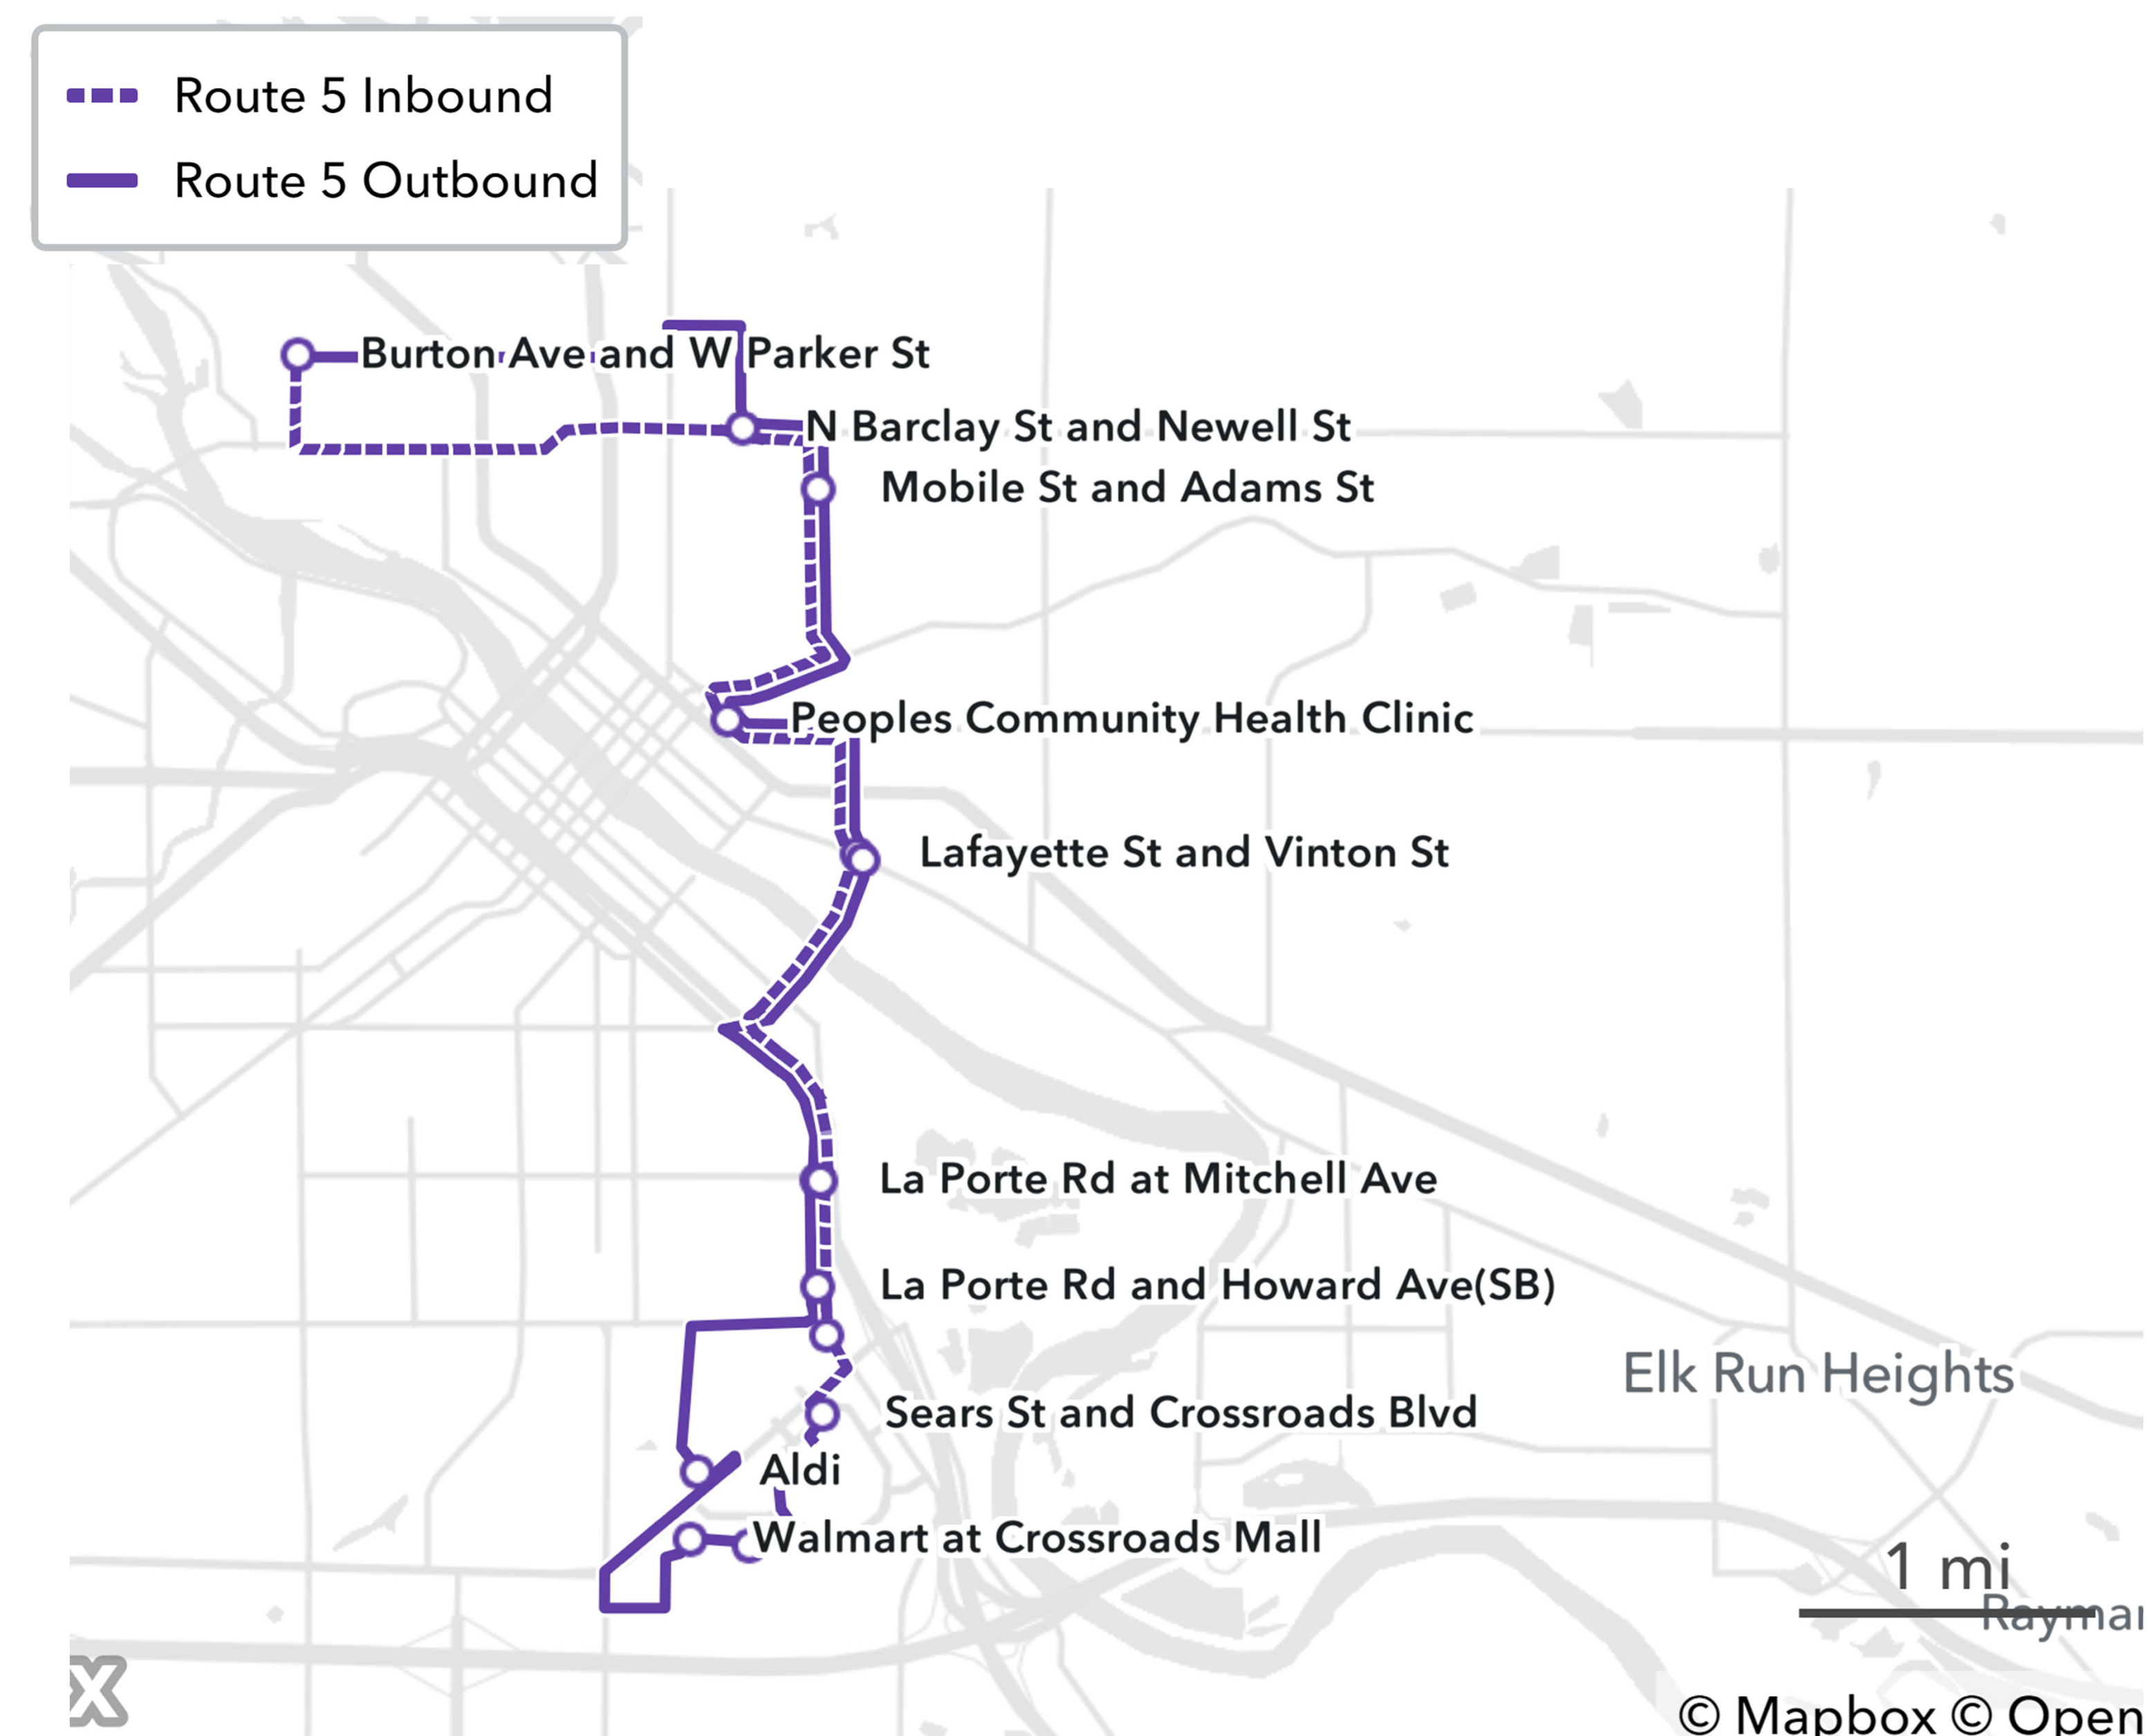 Route 5 Inbound
Route 5 Outbound
Burton Ave and W Parker St
N Barclay St and Newell St
Mobile St and Adams St
Peoples Community Health Clinic
Lafayette St and Vinton St
La Porte Rd at Mitchell Ave
La Porte Rd and Howard Ave(SB)
Elk Run Heights
Sears St and Crossroads Blvd
Aldi
Walmart at Crossroads Mall
1 mi
x
© Mapbox © Open